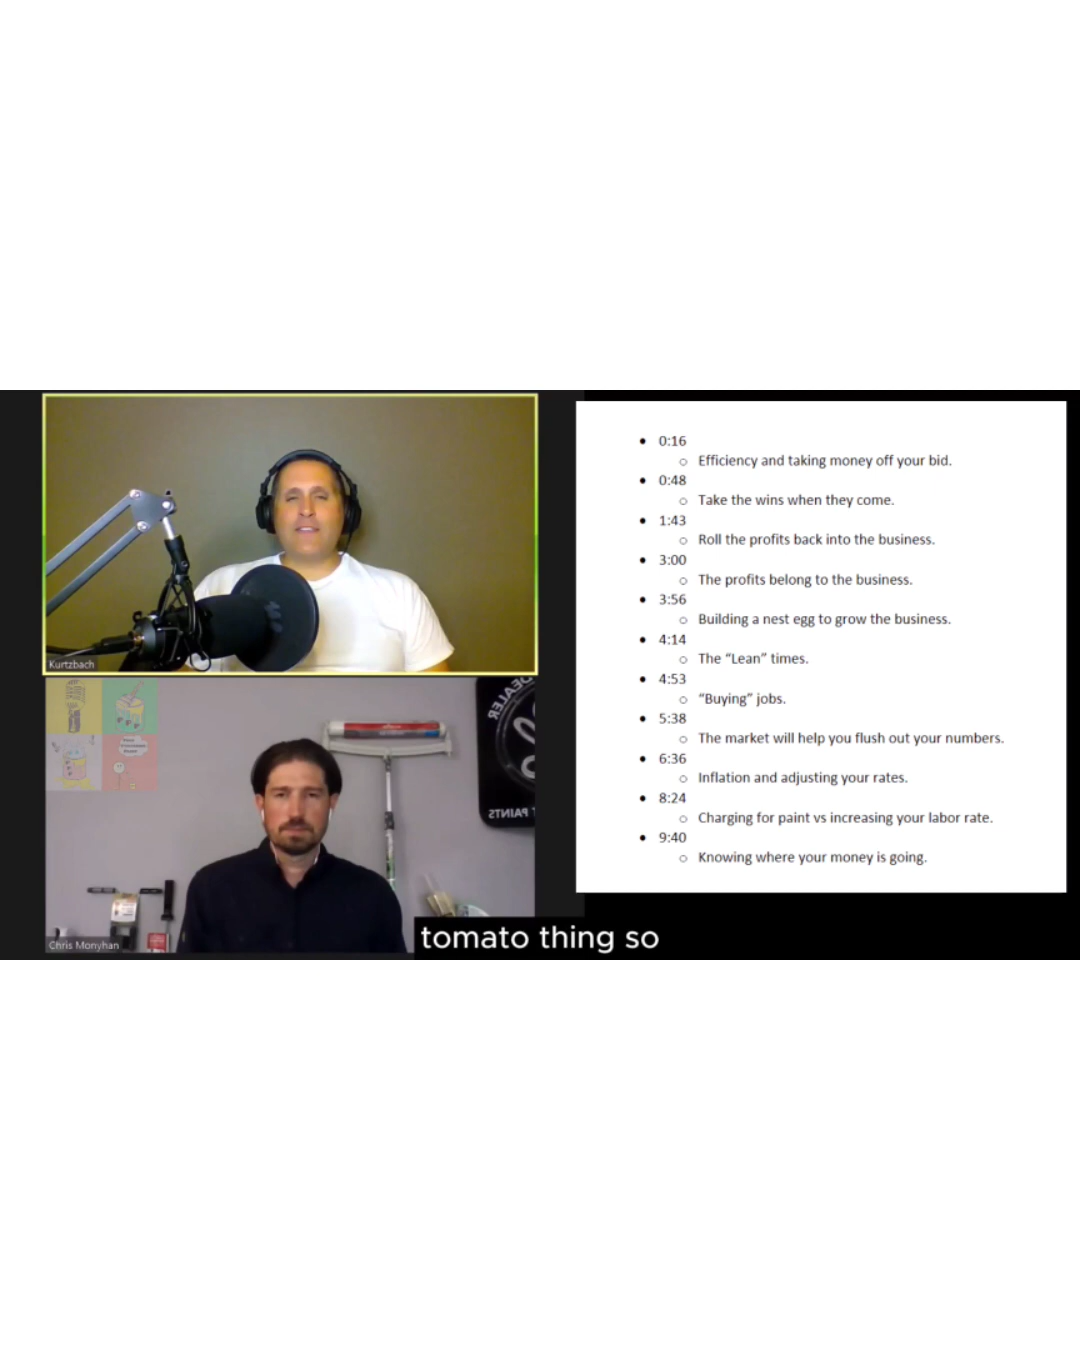 Kurtzbach
DEALER
T PAINTS
Chris Monyhan
tomato thing so
• 0:16
o Efficiency and taking money off your bid.
• 0:48
o Take the wins when they come.
• 1:43
o Roll the profits back into the business.
• 3:00
o The profits belong to the business.
• 3:56
o Building a nest egg to grow the business.
• 4:14
o The “Lean” times.
• 4:53
o “Buying” jobs.
• 5:38
o The market will help you flush out your numbers.
• 6:36
o Inflation and adjusting your rates.
• 8:24
o Charging for paint vs increasing your labor rate.
• 9:40
o Knowing where your money is going.